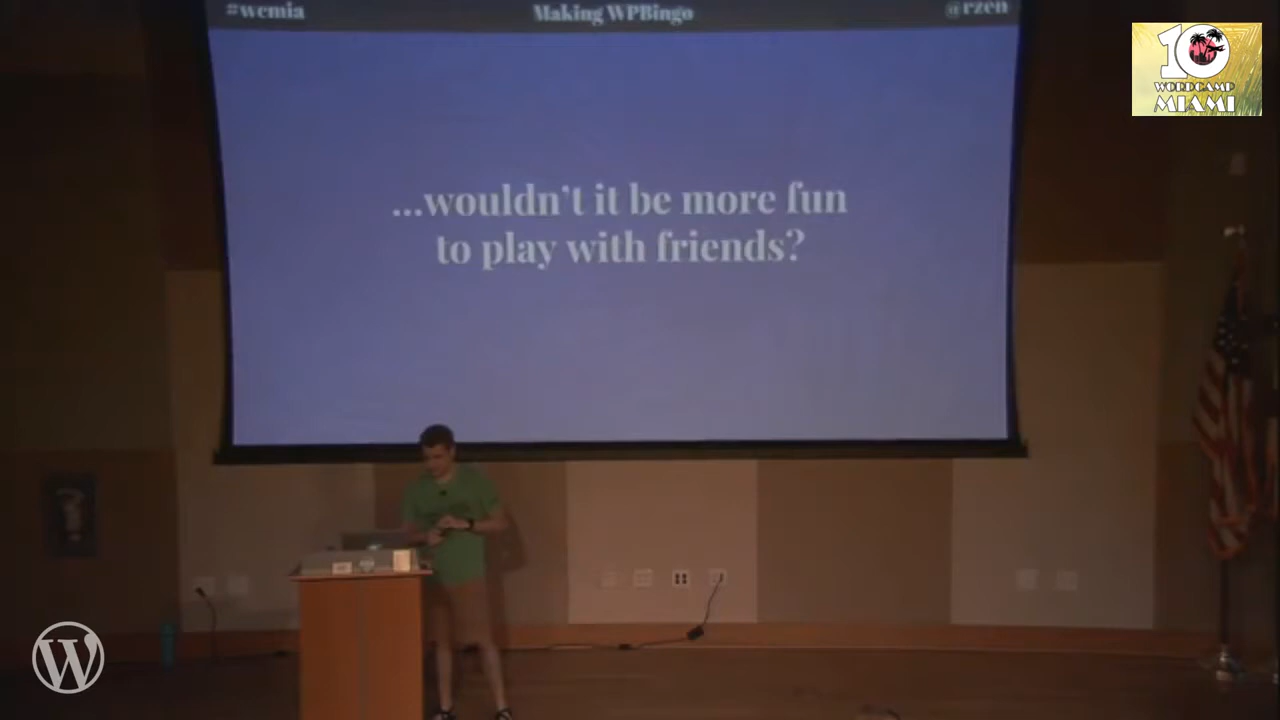 #wcmia
Making WPBingo
@rzen
10
WORDCAMP
MIAMI
...wouldn't it be more fun
to play with friends?
W